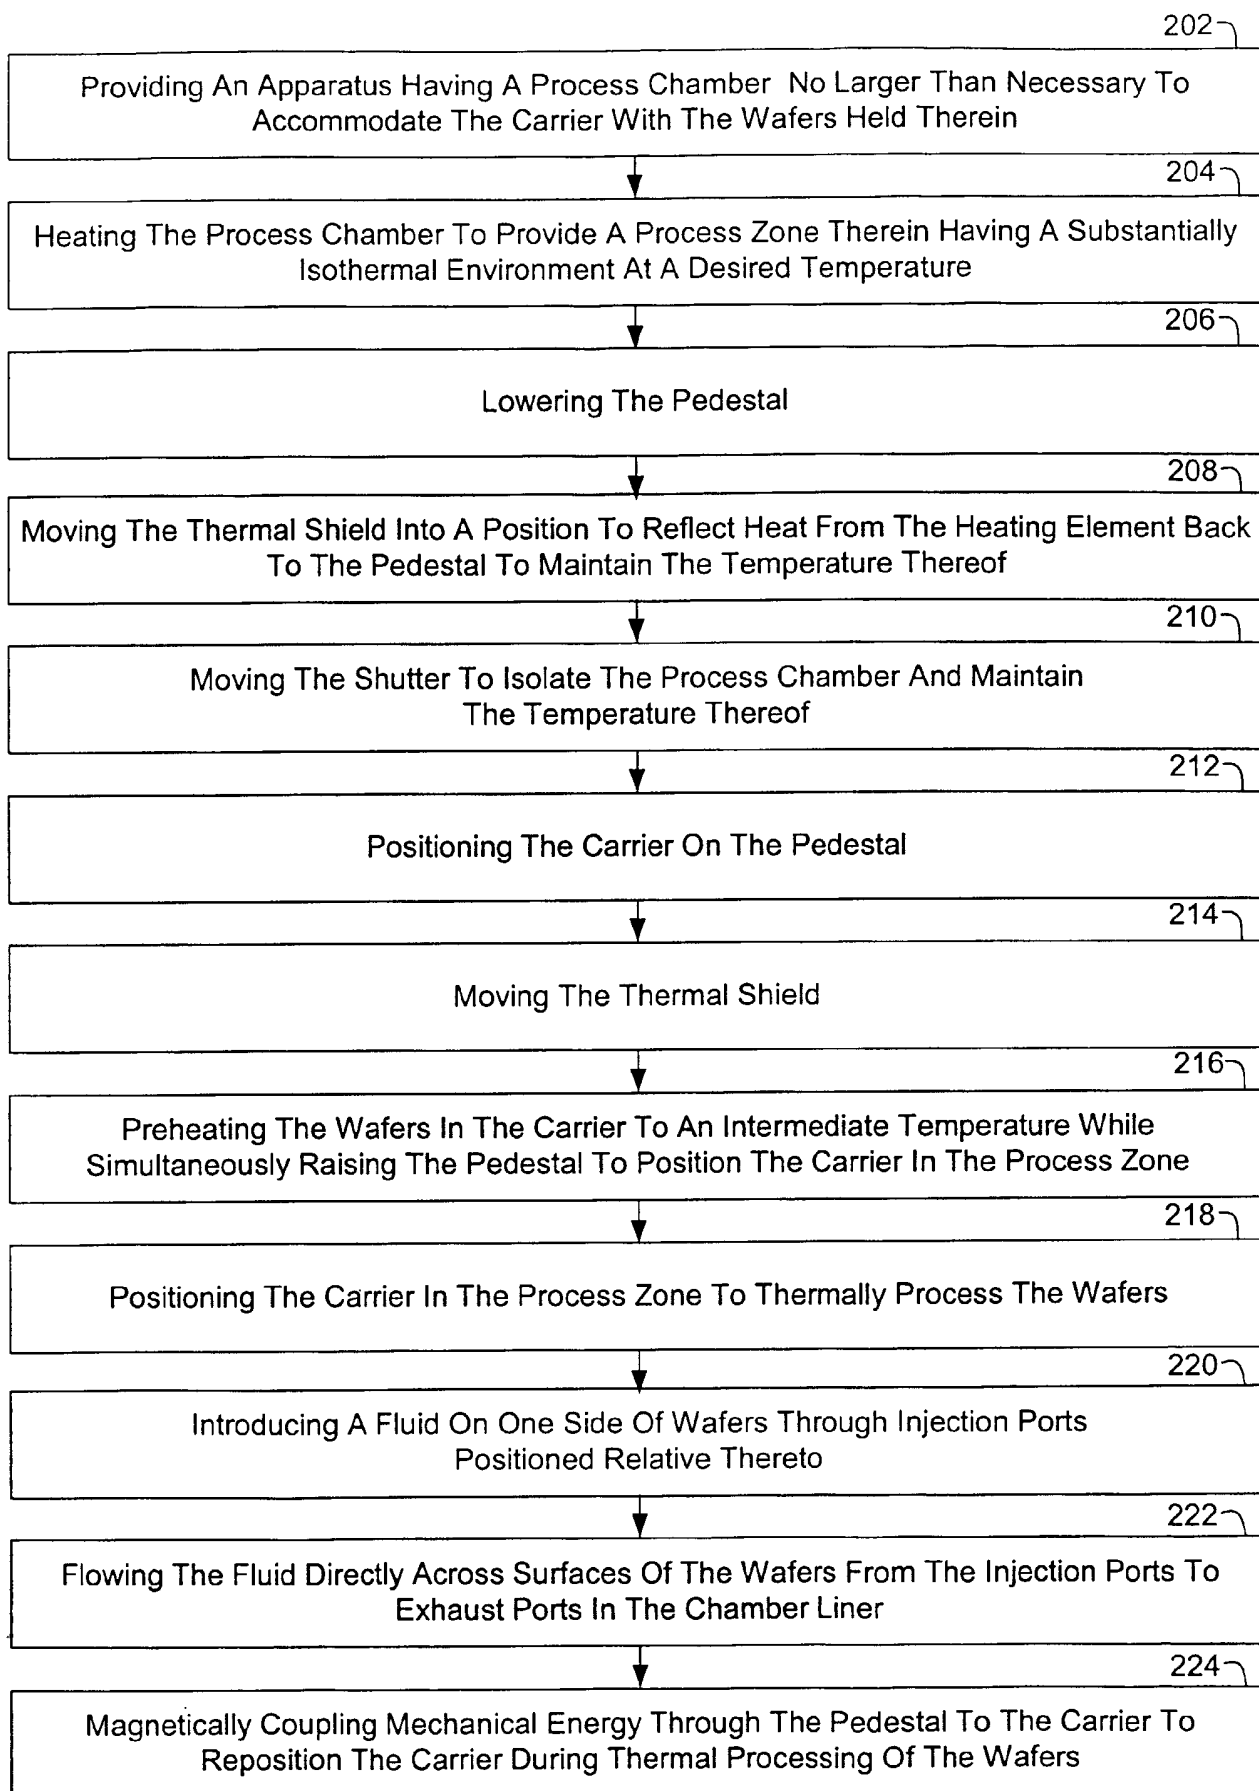 202
Providing An Apparatus Having A Process Chamber No Larger Than Necessary To
Accommodate The Carrier With The Wafers Held Therein
204
Heating The Process Chamber To Provide A Process Zone Therein Having A Substantially
Isothermal Environment At A Desired Temperature
206
Lowering The Pedestal
208
Moving The Thermal Shield Into A Position To Reflect Heat From The Heating Element Back
To The Pedestal To Maintain The Temperature Thereof
210
Moving The Shutter To Isolate The Process Chamber And Maintain
The Temperature Thereof
212
Positioning The Carrier On The Pedestal
214
Moving The Thermal Shield
216
Preheating The Wafers In The Carrier To An Intermediate Temperature While
Simultaneously Raising The Pedestal To Position The Carrier In The Process Zone
218
Positioning The Carrier In The Process Zone To Thermally Process The Wafers
220
Introducing A Fluid On One Side Of Wafers Through Injection Ports
Positioned Relative Thereto
222
Flowing The Fluid Directly Across Surfaces Of The Wafers From The Injection Ports To
Exhaust Ports In The Chamber Liner
224
Magnetically Coupling Mechanical Energy Through The Pedestal To The Carrier To
Reposition The Carrier During Thermal Processing Of The Wafers